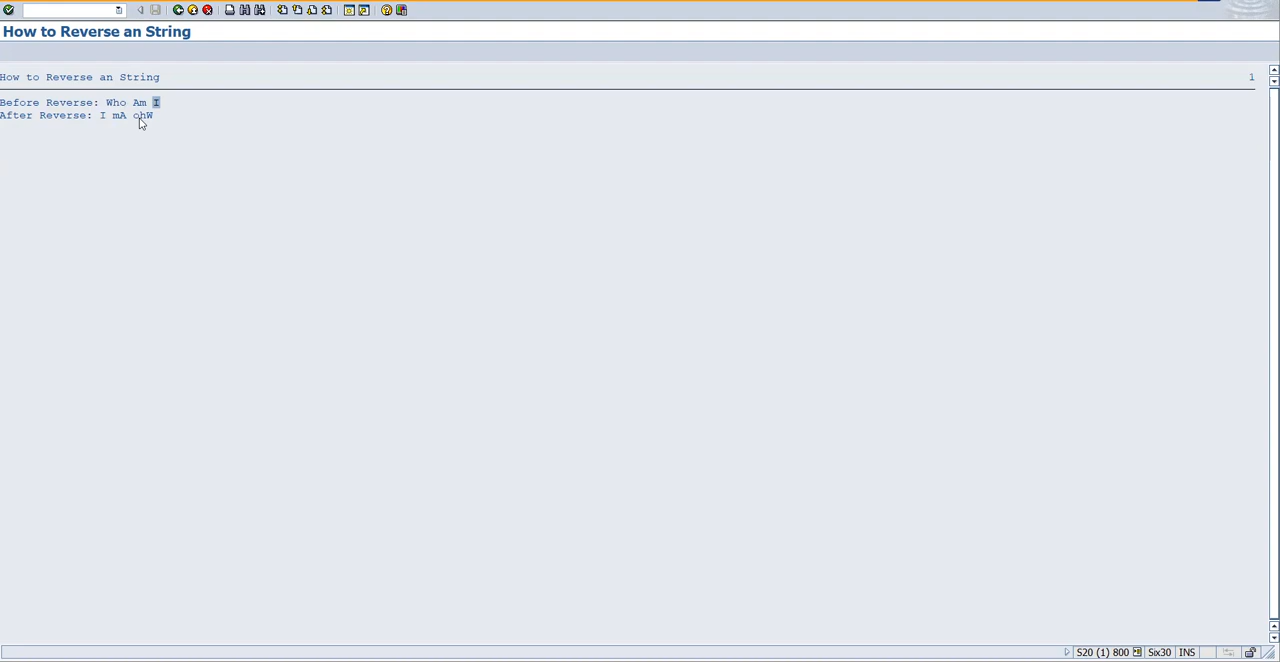 How to Reverse an String
How to Reverse an String 1
Before Reverse: Who Am I
After Reverse: I mA ohW
S20 (1) 800 Six30 INS